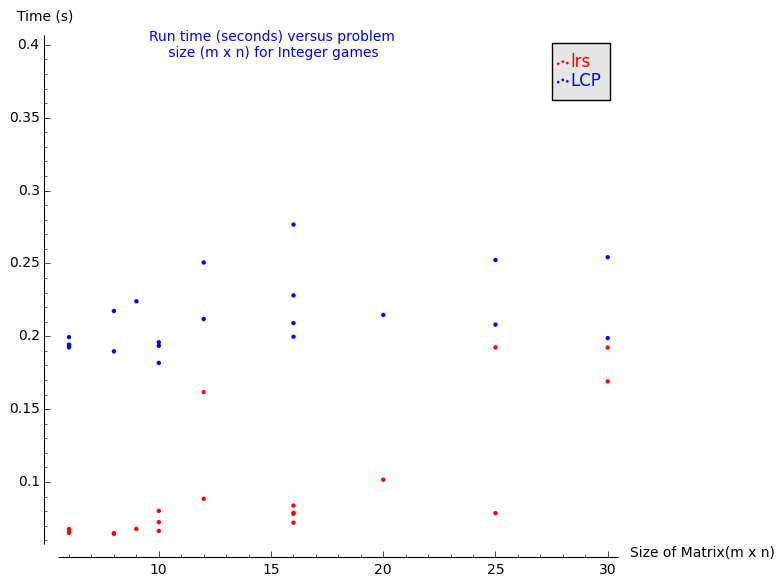 Time (s)
Run time (seconds) versus problem
size (m x n) for Integer games
lrs
LCP
0.4
0.35
0.3
0.25
0.2
0.15
0.1
10
15
20
25
30
Size of Matrix(m x n)